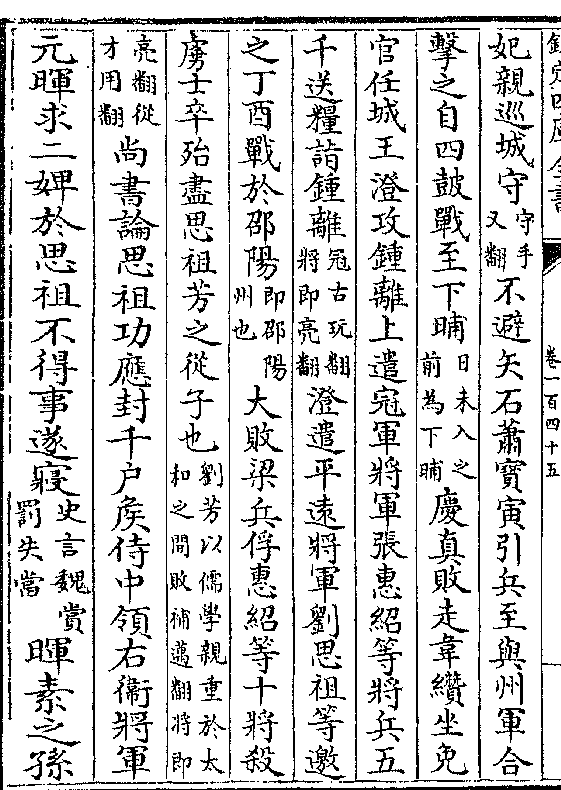 欽定四庫全書
卷一百四十五
妃親巡城守守手又翻不避矢石蕭寶寅引兵至與州軍合
擊之自四鼓戰至下晡日未入之前為下晡慶真敗走韋纘坐免
官任城王澄攻鍾離上遣冠軍將軍張惠紹等將兵五
千送糧詣鍾離冠古玩翻將即亮翻澄遣平遠將軍劉思祖等邀
之丁酉戰於邵陽即邵陽州也大敗梁兵俘惠紹等十將殺
虜士卒殆盡思祖芳之從子也劉芳以儒學親重於太和之間敗補邁翻將即
亮翻從才用翻尚書論思祖功應封千户矦侍中領右衞將軍
元暉求二婢於思祖不得事遂寢史言魏賞罰失當暉素之孫